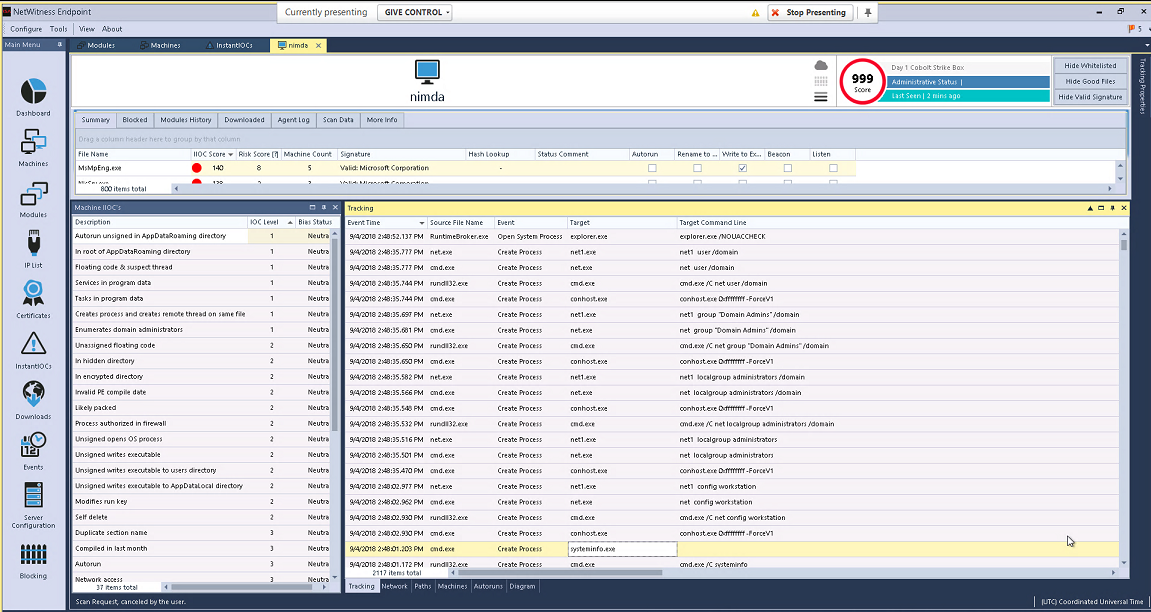 NetWitness Endpoint
Currently presenting GIVE CONTROL Stop Presenting
Configure Tools View About 5
Main Menu Modules Machines InstantIOCs nimda
Dashboard
Machines
Modules
IP List
Certificates
InstantIOCs
Downloads
Events
Server
Configuration
Blocking
nimda
999
Score
Day 1 Cobolt Strike Box
Administrative Status |
Last Seen | 2 mins ago
Hide Whitelisted
Hide Good Files
Hide Valid Signature
Tracking Properties
Summary Blocked Modules History Downloaded Agent Log Scan Data More Info
Drag a column header here to group by that column
File Name IIOC Score Risk Score [?] Machine Count Signature Hash Lookup Status Comment Autorun Rename to ... Write to Ex... Beacon Listen
MsMpEng.exe 140 8 5 Valid: Microsoft Corporation -
800 items total
Machine IIOC's
Description IOC Level Bias Status
Autorun unsigned in AppDataRoaming directory 1 Neutra
In root of AppDataRoaming directory 1 Neutra
Floating code & suspect thread 1 Neutra
Services in program data 1 Neutra
Tasks in program data 1 Neutra
Creates process and creates remote thread on same file 1 Neutra
Enumerates domain administrators 1 Neutra
Unassigned floating code 2 Neutra
In hidden directory 2 Neutra
In encrypted directory 2 Neutra
Invalid PE compile date 2 Neutra
Likely packed 2 Neutra
Process authorized in firewall 2 Neutra
Unsigned opens OS process 2 Neutra
Unsigned writes executable 2 Neutra
Unsigned writes executable to users directory 2 Neutra
Unsigned writes executable to AppDataLocal directory 2 Neutra
Modifies run key 2 Neutra
Self delete 2 Neutra
Duplicate section name 3 Neutra
Compiled in last month 3 Neutra
Autorun 3 Neutra
Network access 3 Neutra
37 items total
Tracking
Event Time Source File Name Event Target Target Command Line
9/4/2018 2:48:52.137 PM RuntimeBroker.exe Open System Process explorer.exe explorer.exe /NOUACCHECK
9/4/2018 2:48:35.777 PM net.exe Create Process net1.exe net1 user /domain
9/4/2018 2:48:35.777 PM cmd.exe Create Process net.exe net user /domain
9/4/2018 2:48:35.744 PM rundll32.exe Create Process cmd.exe cmd.exe /C net user /domain
9/4/2018 2:48:35.744 PM cmd.exe Create Process conhost.exe conhost.exe 0xffffffff -ForceV1
9/4/2018 2:48:35.697 PM net.exe Create Process net1.exe net1 group "Domain Admins" /domain
9/4/2018 2:48:35.681 PM cmd.exe Create Process net.exe net group "Domain Admins" /domain
9/4/2018 2:48:35.650 PM rundll32.exe Create Process cmd.exe cmd.exe /C net group "Domain Admins" /domain
9/4/2018 2:48:35.650 PM cmd.exe Create Process conhost.exe conhost.exe 0xffffffff -ForceV1
9/4/2018 2:48:35.582 PM net.exe Create Process net1.exe net1 localgroup administrators /domain
9/4/2018 2:48:35.566 PM cmd.exe Create Process net.exe net localgroup administrators /domain
9/4/2018 2:48:35.548 PM cmd.exe Create Process conhost.exe conhost.exe 0xffffffff -ForceV1
9/4/2018 2:48:35.532 PM rundll32.exe Create Process cmd.exe cmd.exe /C net localgroup administrators /domain
9/4/2018 2:48:35.516 PM net.exe Create Process net1.exe net1 localgroup administrators
9/4/2018 2:48:35.501 PM cmd.exe Create Process net.exe net localgroup administrators
9/4/2018 2:48:35.470 PM cmd.exe Create Process conhost.exe conhost.exe 0xffffffff -ForceV1
9/4/2018 2:48:02.977 PM net.exe Create Process net1.exe net1 config workstation
9/4/2018 2:48:02.962 PM cmd.exe Create Process net.exe net config workstation
9/4/2018 2:48:02.930 PM rundll32.exe Create Process cmd.exe cmd.exe /C net config workstation
9/4/2018 2:48:02.930 PM cmd.exe Create Process conhost.exe conhost.exe 0xffffffff -ForceV1
9/4/2018 2:48:01.203 PM cmd.exe Create Process systeminfo.exe
9/4/2018 2:48:01.172 PM rundll32.exe Create Process cmd.exe cmd.exe /C systeminfo
2117 items total
Tracking Network Paths Machines Autoruns Diagram
Scan Request, canceled by the user. (UTC) Coordinated Universal Time